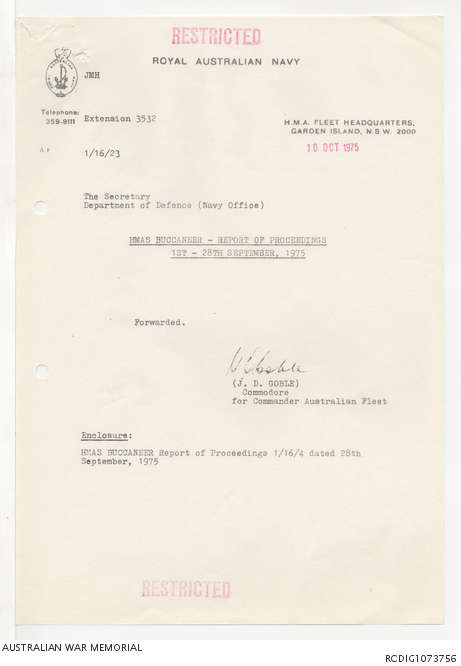 RESTRICTED
ROYAL AUSTRALIAN NAVY
JMH
Telephone:
359-9111 Extension 3532
H.M.A. FLEET HEADQUARTERS,
GARDEN ISLAND, N.S.W. 2000
10 OCT 1975
AF 1/16/23
The Secretary
Department of Defence (Navy Office)
HMAS BUCCANEER - REPORT OF PROCEEDINGS
1ST - 28TH SEPTEMBER, 1975
Forwarded.
(J. D. GOBLE)
Commodore
for Commander Australian Fleet
Enclosure:
HMAS BUCCANEER Report of Proceedings 1/16/4 dated 28th
September, 1975
RESTRICTED
AUSTRALIAN WAR MEMORIAL
RCDIG1073756